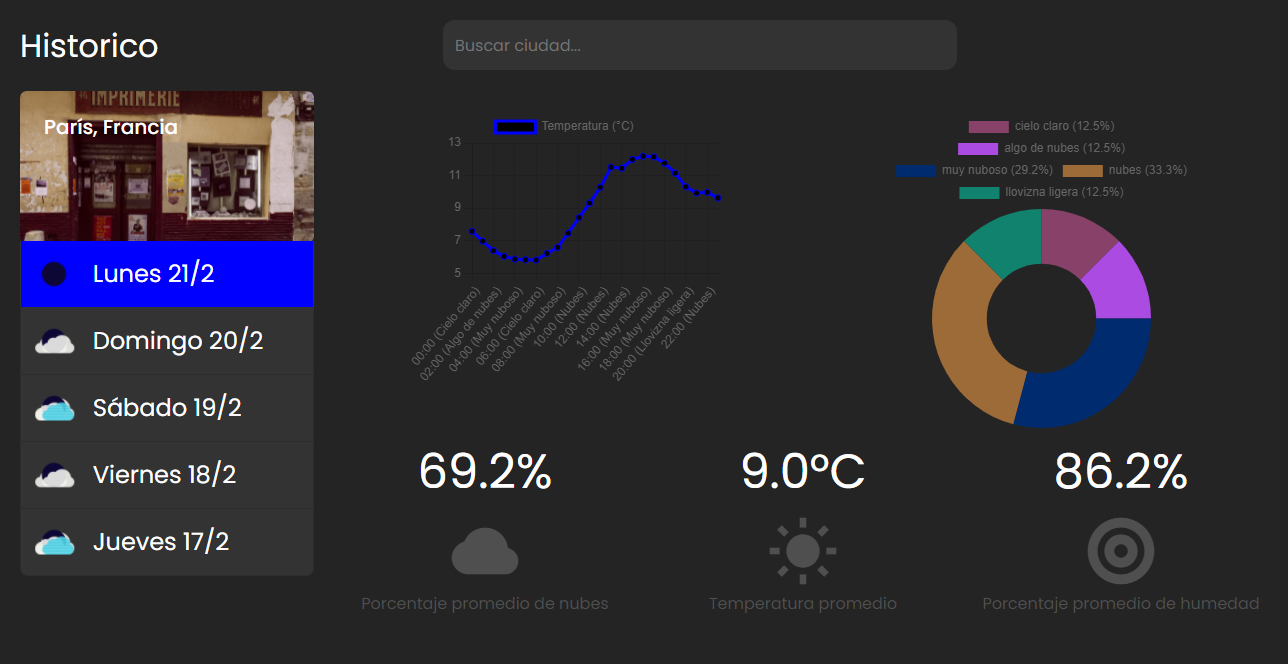 Historico
Buscar ciudad...
IMPRIMERIE
París, Francia
Lunes 21/2
Domingo 20/2
Sábado 19/2
Viernes 18/2
Jueves 17/2
Temperatura (°C)
13
11
9
7
5
00:00 (Cielo claro)
02:00 (Algo de nubes)
04:00 (Muy nuboso)
06:00 (Cielo claro)
08:00 (Muy nuboso)
10:00 (Nubes)
12:00 (Nubes)
14:00 (Nubes)
16:00 (Muy nuboso)
18:00 (Muy nuboso)
20:00 (Llovizna ligera)
22:00 (Nubes)
cielo claro (12.5%)
algo de nubes (12.5%)
muy nuboso (29.2%) nubes (33.3%)
llovizna ligera (12.5%)
69.2%
Porcentaje promedio de nubes
9.0°C
Temperatura promedio
86.2%
Porcentaje promedio de humedad